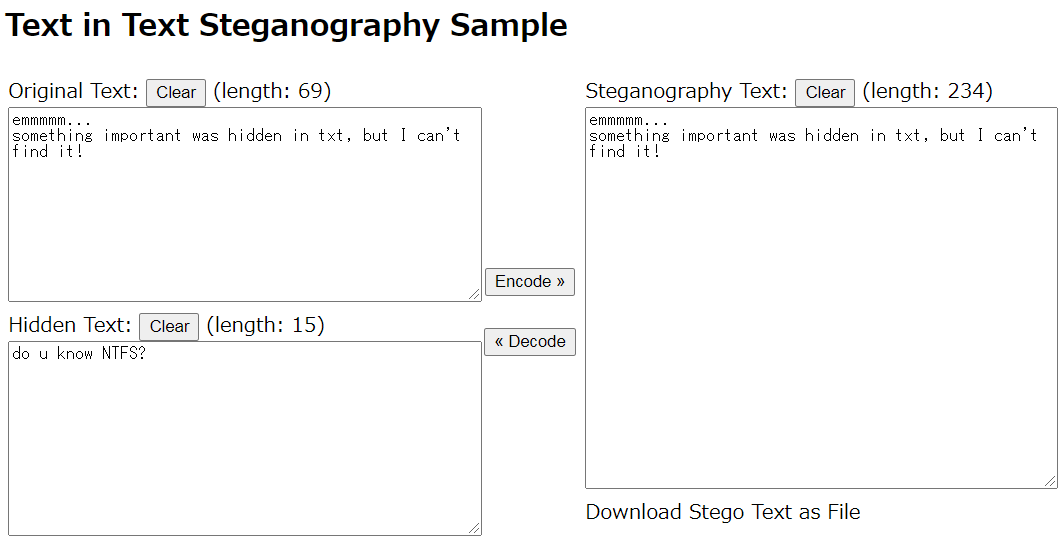 Text in Text Steganography Sample
Original Text: Clear (length: 69)
emmmmm...
something important was hidden in txt, but I can't
find it!
Encode »
Hidden Text: Clear (length: 15)
« Decode
do u know NTFS?
Steganography Text: Clear (length: 234)
emmmmm...
something important was hidden in txt, but I can't
find it!
Download Stego Text as File